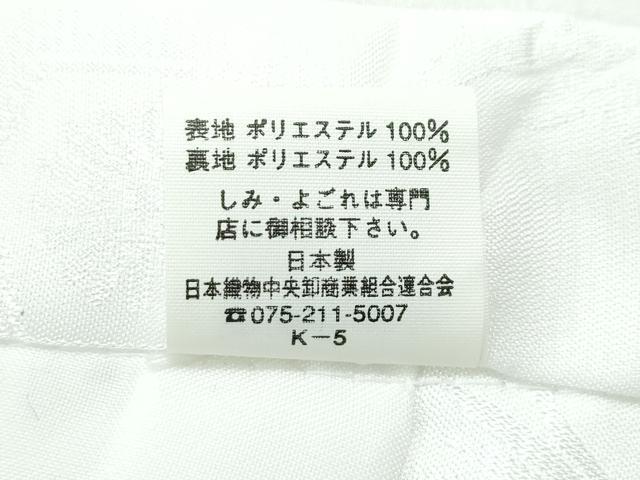 表地 ポリエステル 100%
裏地 ポリエステル 100%
しみ・よごれは専門
店に御相談下さい。
日本製
日本織物中央卸商業組合連合会
☎075-211-5007
K－5